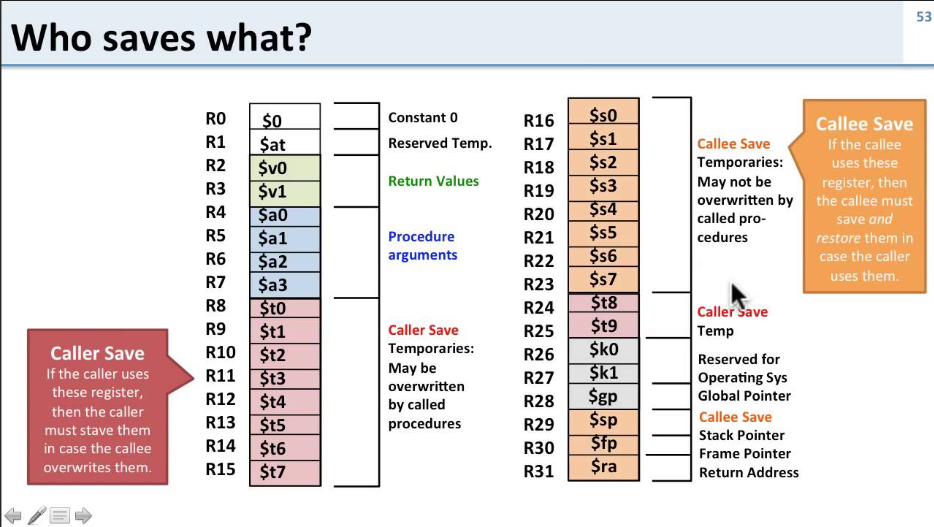 53
Who saves what?
R0 $0 Constant 0
R1 $at Reserved Temp.
R2 $v0
R3 $v1
Return Values
R4 $a0
R5 $a1
R6 $a2
R7 $a3
Procedure
arguments
R8 $t0
R9 $t1
R10 $t2
R11 $t3
R12 $t4
R13 $t5
R14 $t6
R15 $t7
Caller Save
Temporaries:
May be
overwritten
by called
procedures
Caller Save
If the caller uses
these register,
then the caller
must stave them
in case the callee
overwrites them.
R16 $s0
R17 $s1
R18 $s2
R19 $s3
R20 $s4
R21 $s5
R22 $s6
R23 $s7
Callee Save
Temporaries:
May not be
overwritten by
called pro-
cedures
Callee Save
If the callee
uses these
register, then
the callee must
save and
restore them in
case the caller
uses them.
R24 $t8
R25 $t9
Caller Save
Temp
R26 $k0
R27 $k1
Reserved for
Operating Sys
R28 $gp
Global Pointer
Callee Save
R29 $sp
Stack Pointer
R30 $fp
Frame Pointer
R31 $ra
Return Address